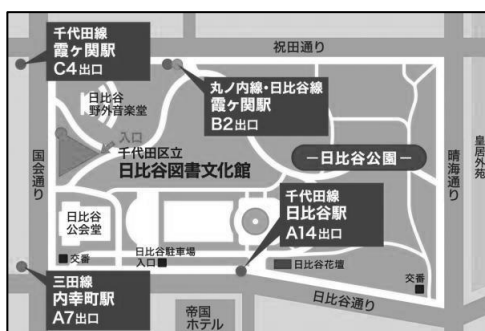 千代田線
霞ヶ関駅
C4出口
祝田通り
丸ノ内線・日比谷線
霞ヶ関駅
B2出口
日比谷
野外音楽堂
入口
千代田区立
日比谷図書文化館
国会通り
日比谷公園
晴海通り
皇居外苑
千代田線
日比谷駅
A14出口
日比谷
公会堂
交番
日比谷駐車場
入口
三田線
内幸町駅
A7出口
日比谷花壇
交番
日比谷通り
帝国
ホテル